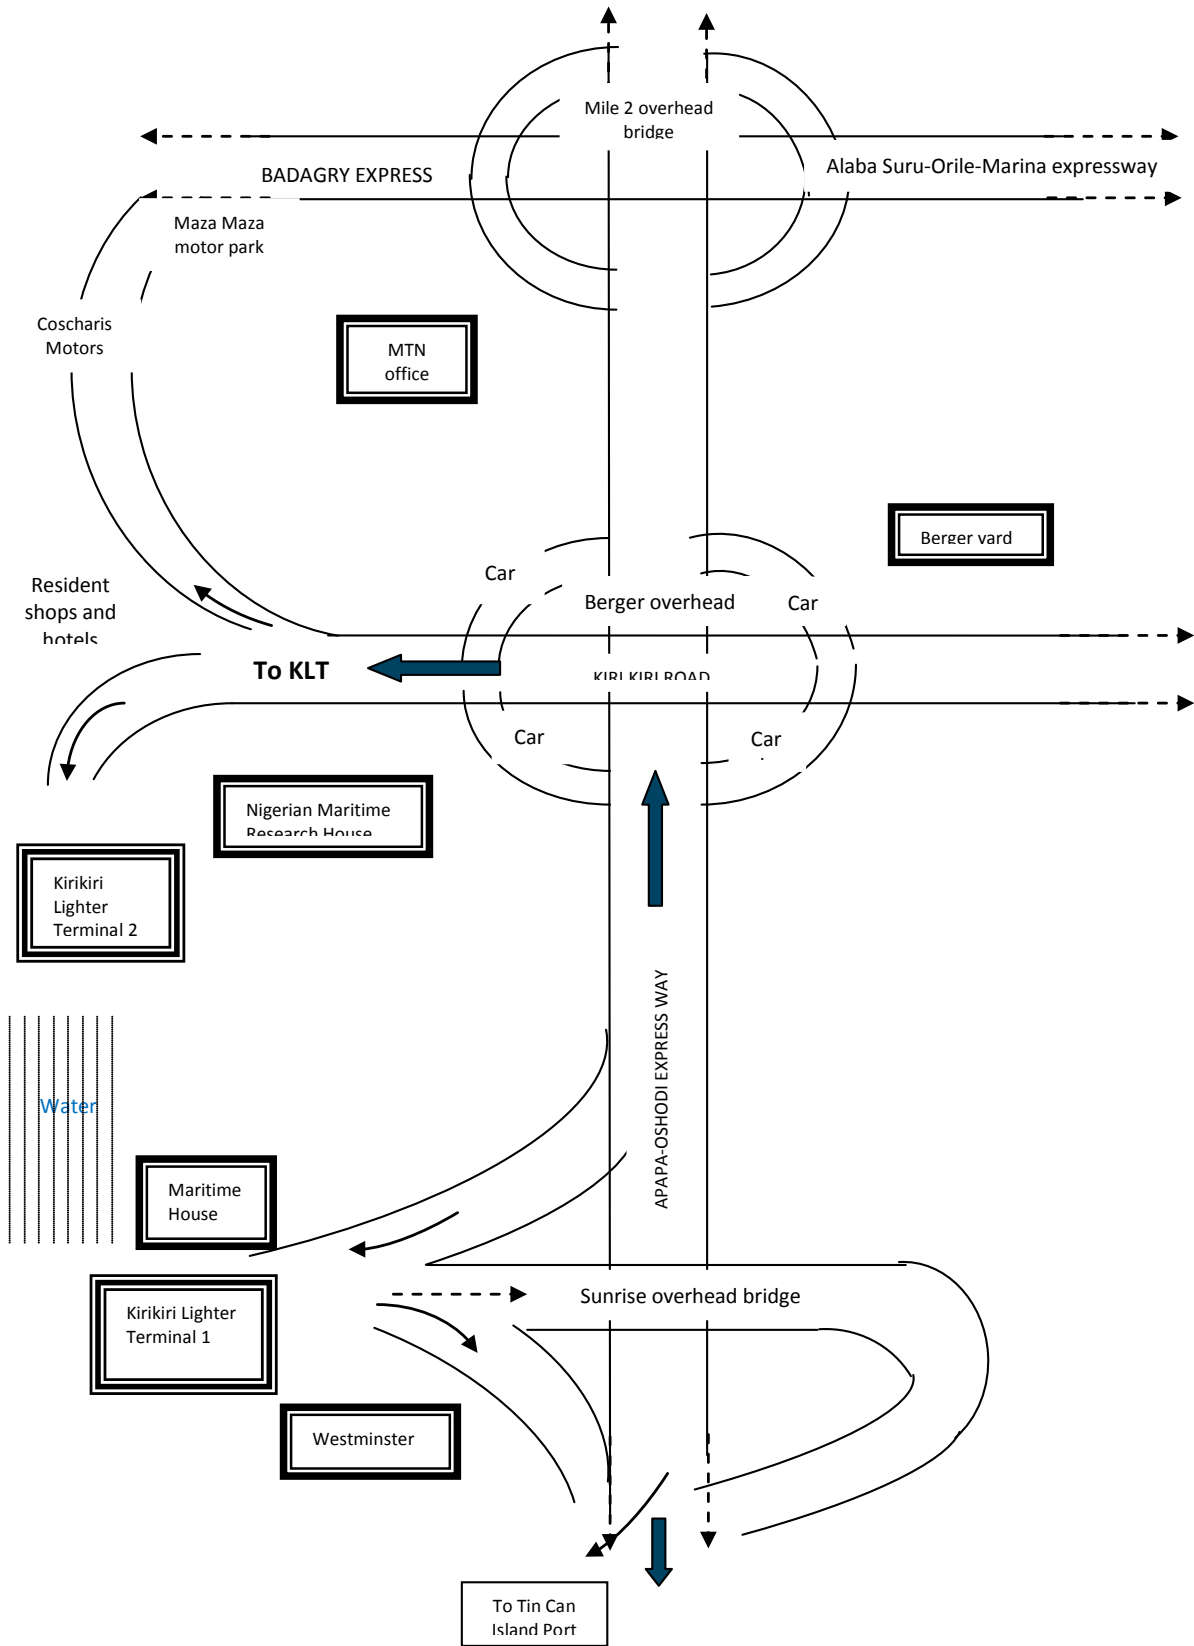 Mile 2 overhead
bridge
BADAGRY EXPRESS
Alaba Suru-Orile-Marina expressway
Maza Maza
motor park
Coscharis
Motors
MTN
office
Berger yard
Car
Resident
shops and
hotels
Berger overhead
Car
To KLT
KIRI KIRI ROAD
Car
Car
Nigerian Maritime
Research House
Kirikiri
Lighter
Terminal 2
APAPA-OSHODI EXPRESS WAY
Water
Maritime
House
Sunrise overhead bridge
Kirikiri Lighter
Terminal 1
Westminster
To Tin Can
Island Port